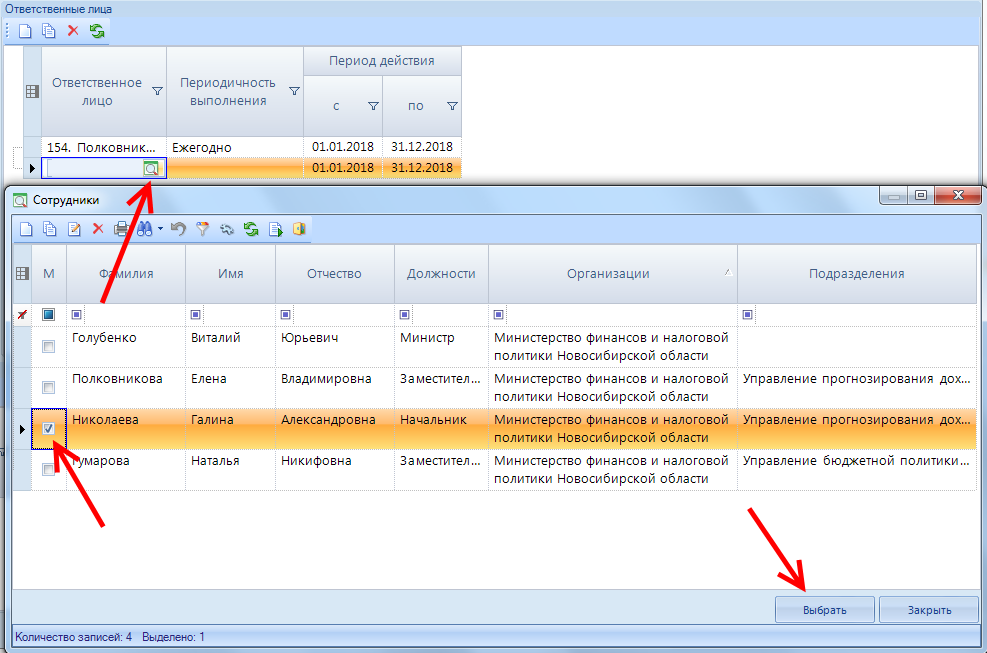 Ответственные лица
Период действия
Ответственное лицо
Периодичность выполнения
с
по
154. Полковник... Ежегодно 01.01.2018 31.12.2018
01.01.2018 31.12.2018
Сотрудники
М Фамилия Имя Отчество Должности Организации Подразделения
Голубенко Виталий Юрьевич Министр Министерство финансов и налоговой
политики Новосибирской области
Полковникова Елена Владимировна Заместител... Министерство финансов и налоговой Управление прогнозирования дох...
политики Новосибирской области
Николаева Галина Александровна Начальник Министерство финансов и налоговой Управление прогнозирования дох...
политики Новосибирской области
Гумарова Наталья Никифовна Заместител... Министерство финансов и налоговой Управление бюджетной политики...
политики Новосибирской области
Выбрать Закрыть
Количество записей: 4 Выделено: 1